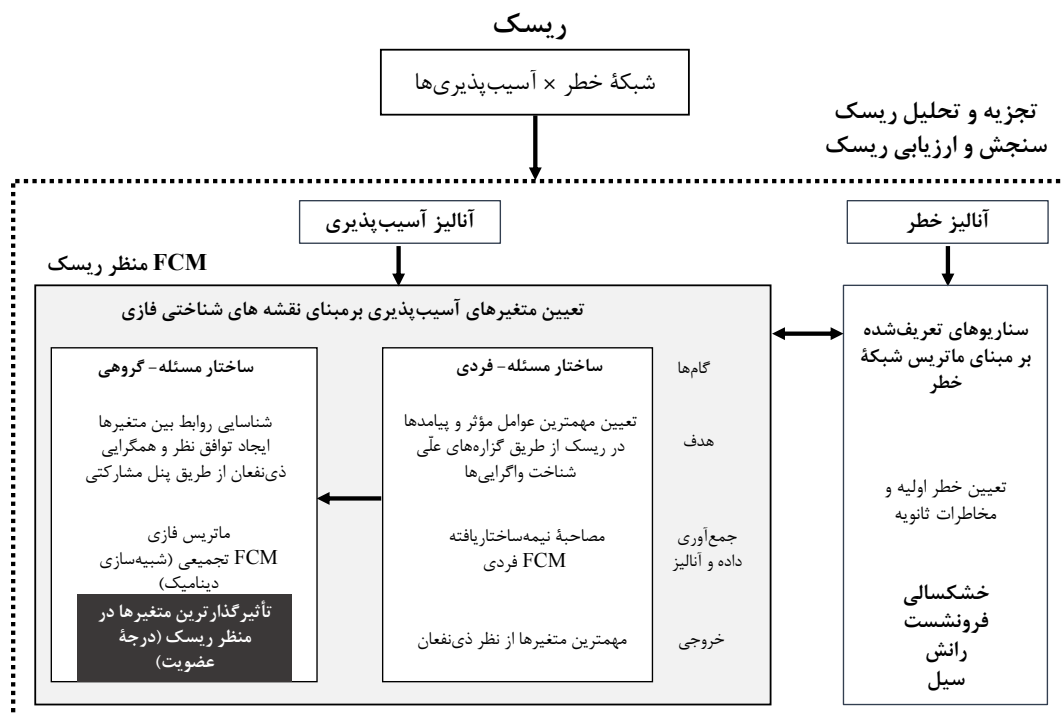 ریسک
شبکهٔ خطر × آسیب‌پذیری‌ها
تجزیه و تحلیل ریسک
سنجش و ارزیابی ریسک
آنالیز خطر
آنالیز آسیب‌پذیری
FCM منظر ریسک
سناریوهای تعریف‌شده
بر مبنای ماتریس شبکهٔ
خطر
تعیین خطر اولیه و
مخاطرات ثانویه
خشکسالی
فرونشست
رانش
سیل
تعیین متغیرهای آسیب‌پذیری برمبنای نقشه های شناختی فازی
گام‌ها
ساختار مسئله- فردی
ساختار مسئله- گروهی
هدف
تعیین مهمترین عوامل مؤثر و پیامدها
در ریسک از طریق گزاره‌های علّی
شناخت واگرایی‌ها
شناسایی روابط بین متغیرها
ایجاد توافق نظر و همگرایی
ذی‌نفعان از طریق پنل مشارکتی
جمع‌آوری
داده و آنالیز
مصاحبهٔ نیمه‌ساختاریافته
FCM فردی
ماتریس فازی
FCM تجمیعی (شبیه‌سازی
دینامیک)
خروجی
مهمترین متغیرها از نظر ذی‌نفعان
تأثیرگذارترین متغیرها در
منظر ریسک (درجهٔ
عضویت)